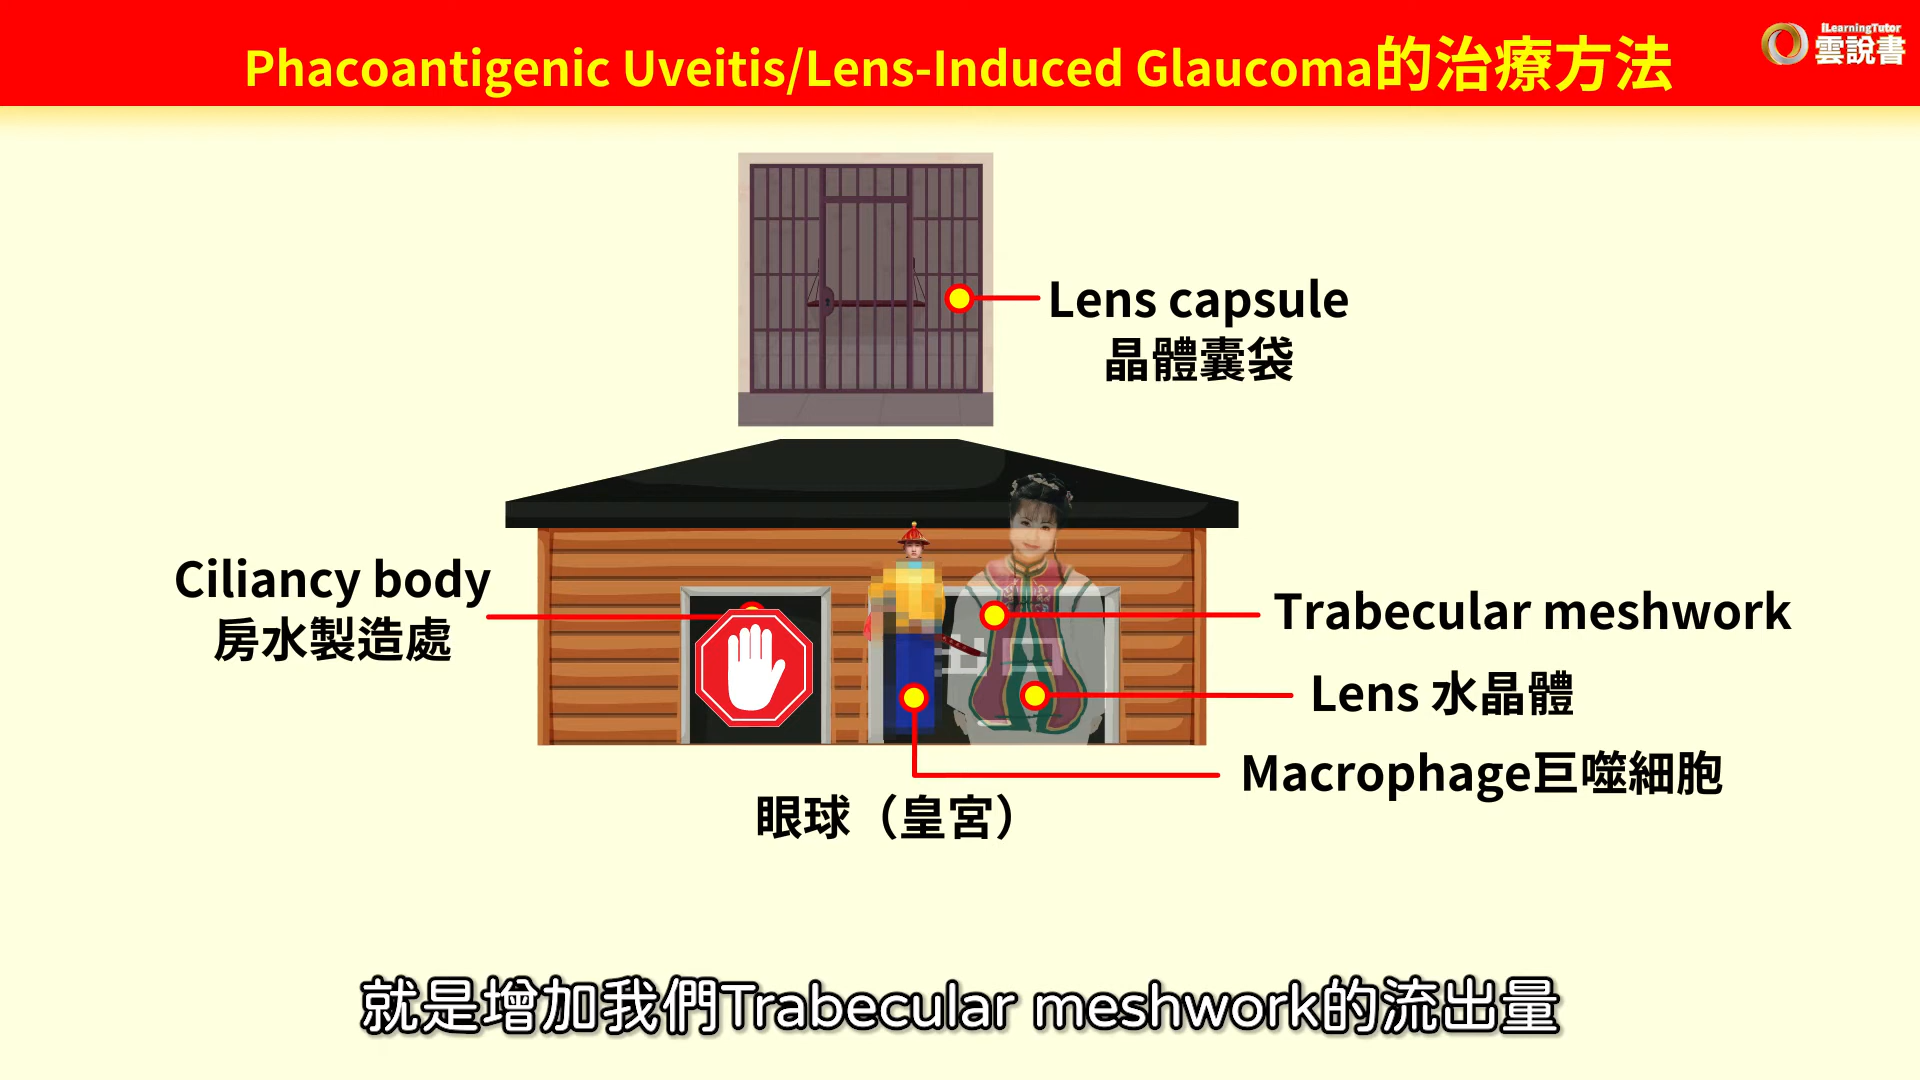 Phacoantigenic Uveitis/Lens-Induced Glaucoma的治療方法
iLearningTutor
雲說書
Lens capsule
晶體囊袋
Ciliancy body
房水製造處
出口
Trabecular meshwork
Lens 水晶體
Macrophage巨噬細胞
眼球（皇宮）
就是增加我們Trabecular meshwork的流出量